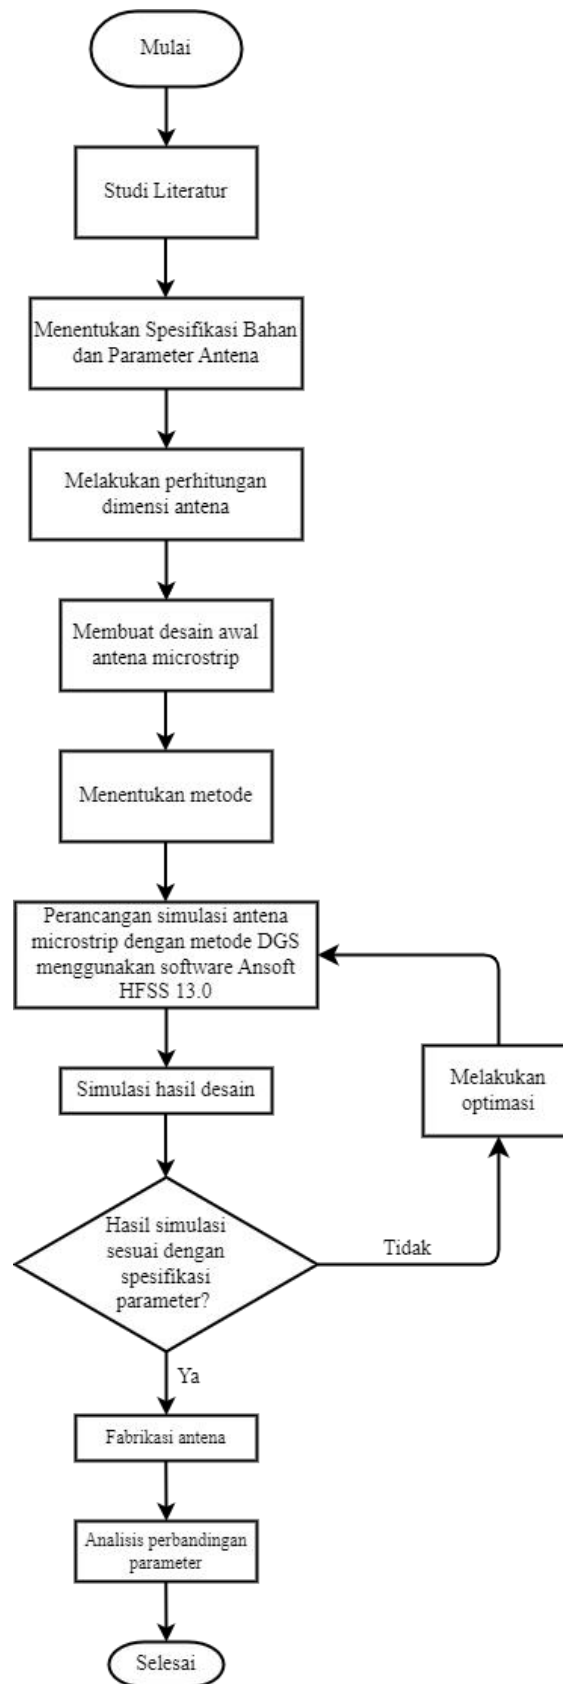 Mulai
Studi Literatur
Menentukan Spesifikasi Bahan
dan Parameter Antena
Melakukan perhitungan
dimensi antena
Membuat desain awal
antena microstrip
Menentukan metode
Perancangan simulasi antena
microstrip dengan metode DGS
menggunakan software Ansoft
HFSS 13.0
Simulasi hasil desain
Melakukan
optimasi
Hasil simulasi
sesuai dengan
spesifikasi
parameter?
Tidak
Ya
Fabrikasi antena
Analisis perbandingan
parameter
Selesai